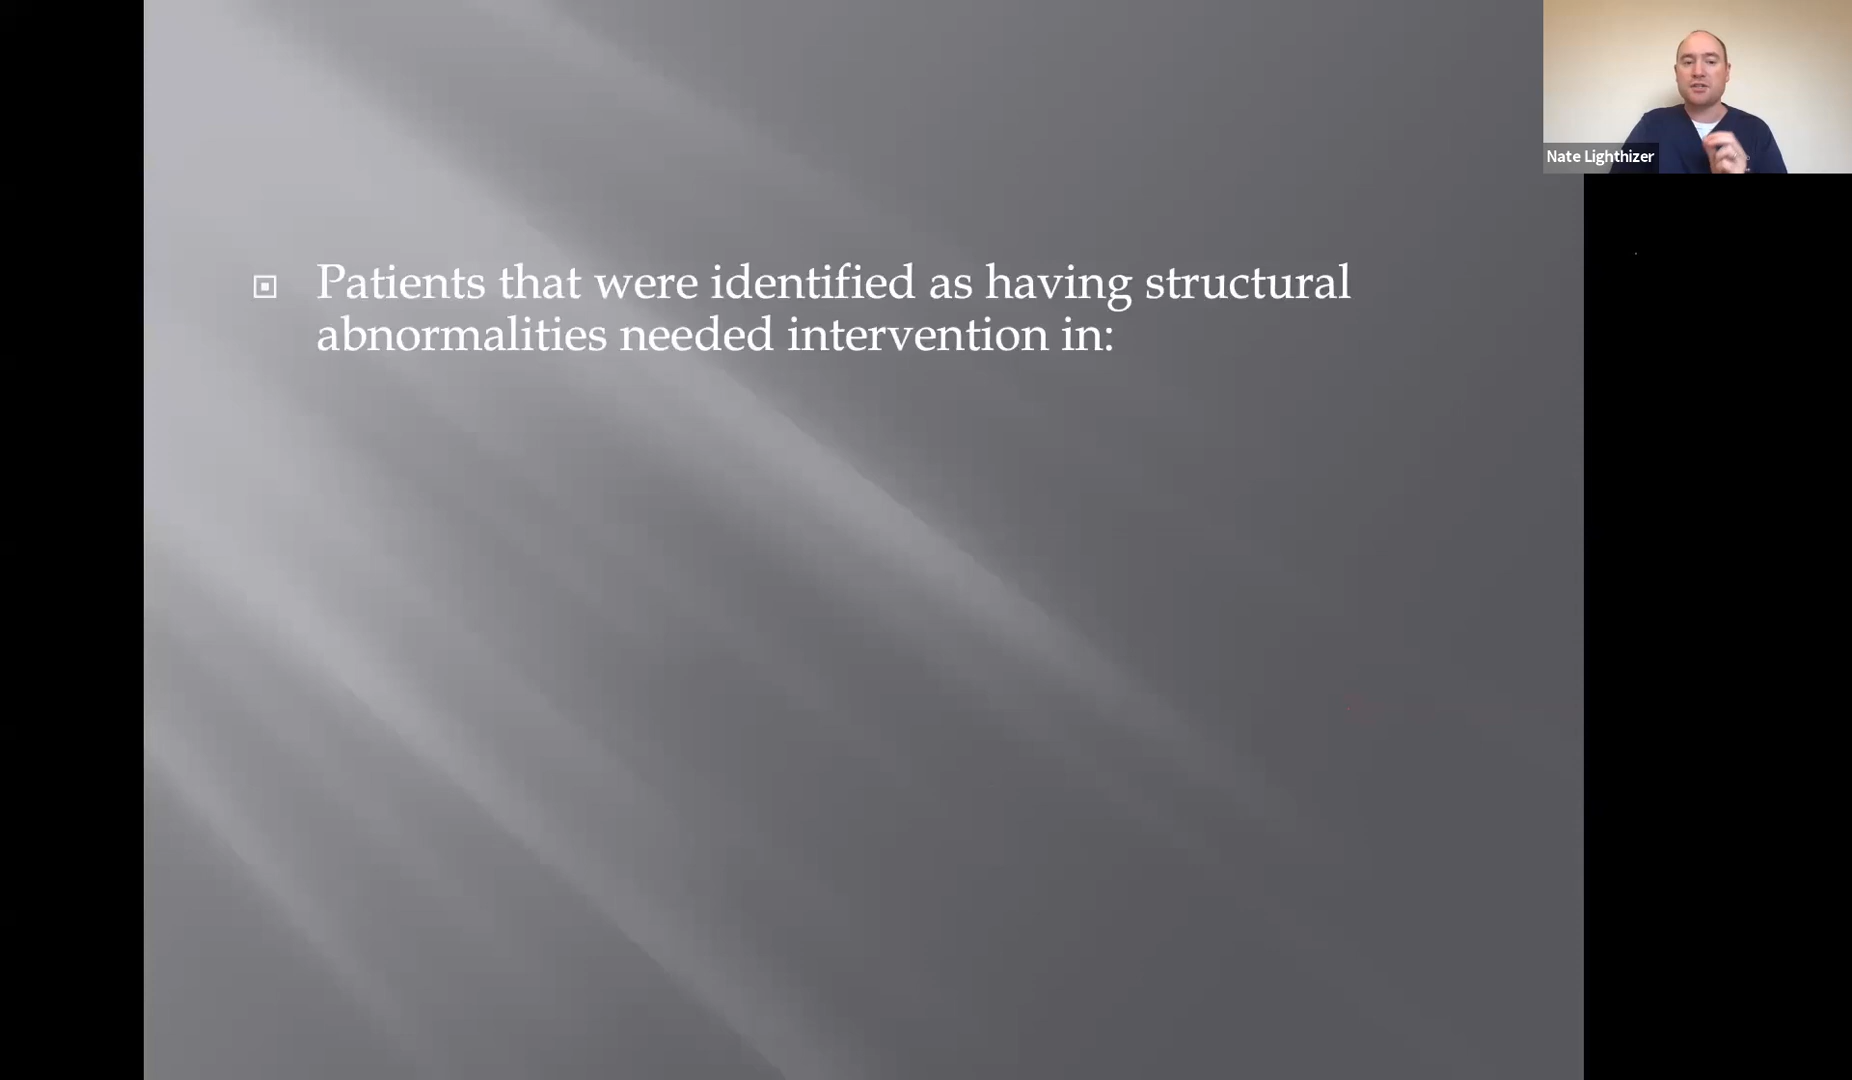 Nate Lighthizer
Patients that were identified as having structural
abnormalities needed intervention in: